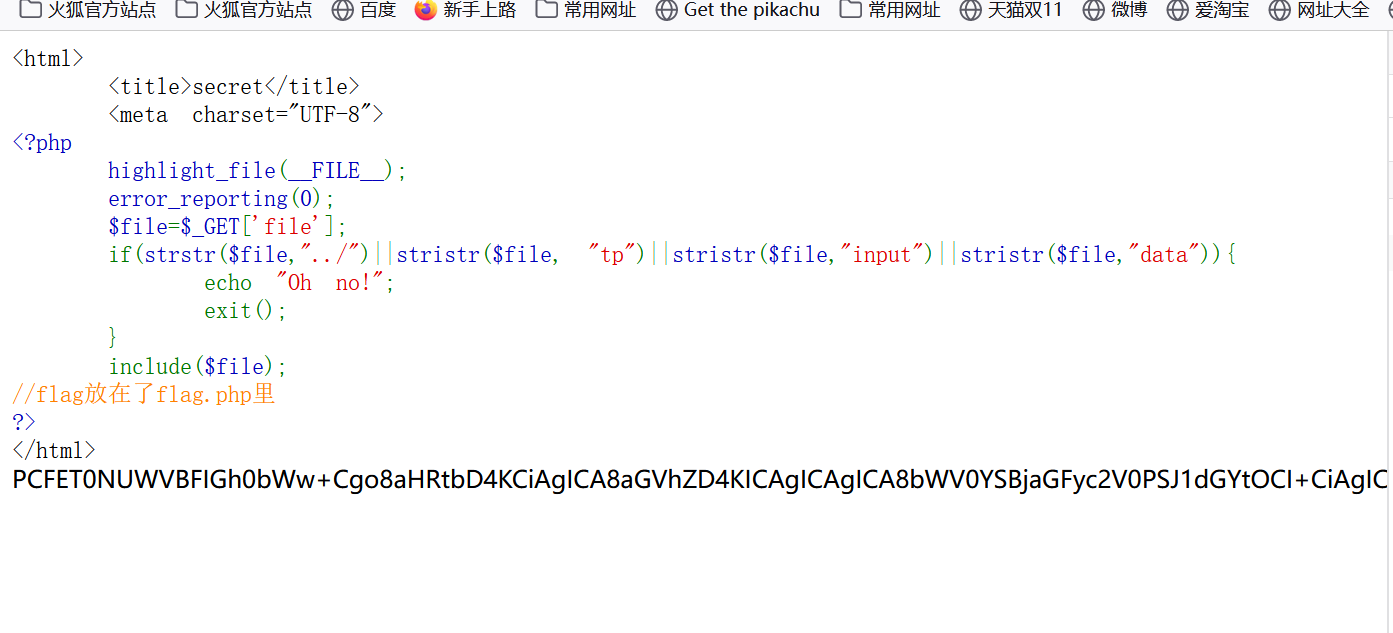 火狐官方站点 火狐官方站点 百度 新手上路 常用网址 Get the pikachu 常用网址 天猫双11 微博 爱淘宝 网址大全
<html>
<title>secret</title>
<meta charset="UTF-8">
<?php
highlight_file(__FILE__);
error_reporting(0);
$file=$_GET['file'];
if(strstr($file,"../")||stristr($file, "tp")||stristr($file,"input")||stristr($file,"data")){
echo "Oh no!";
exit();
}
include($file);
//flag放在了flag.php里
?>
</html>
PCFET0NUWVBFIGh0bWw+Cgo8aHRtbD4KCiAgICA8aGVhZD4KICAgICAgICA8bWV0YSBjaGFyc2V0PSJ1dGYtOCI+CiAgIC